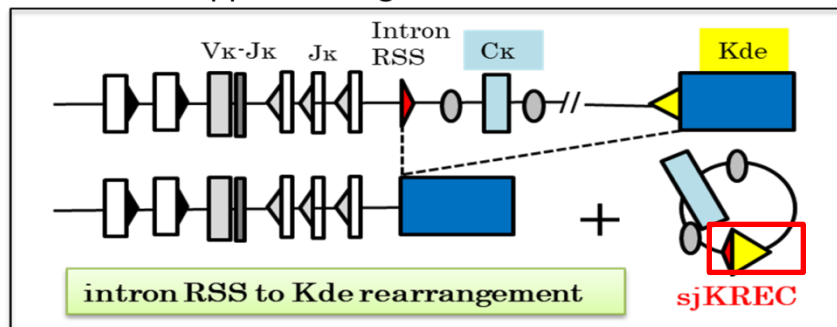 Intron
Vκ-Jκ Jκ RSS Cκ Kde
//
+
intron RSS to Kde rearrangement
sjKREC